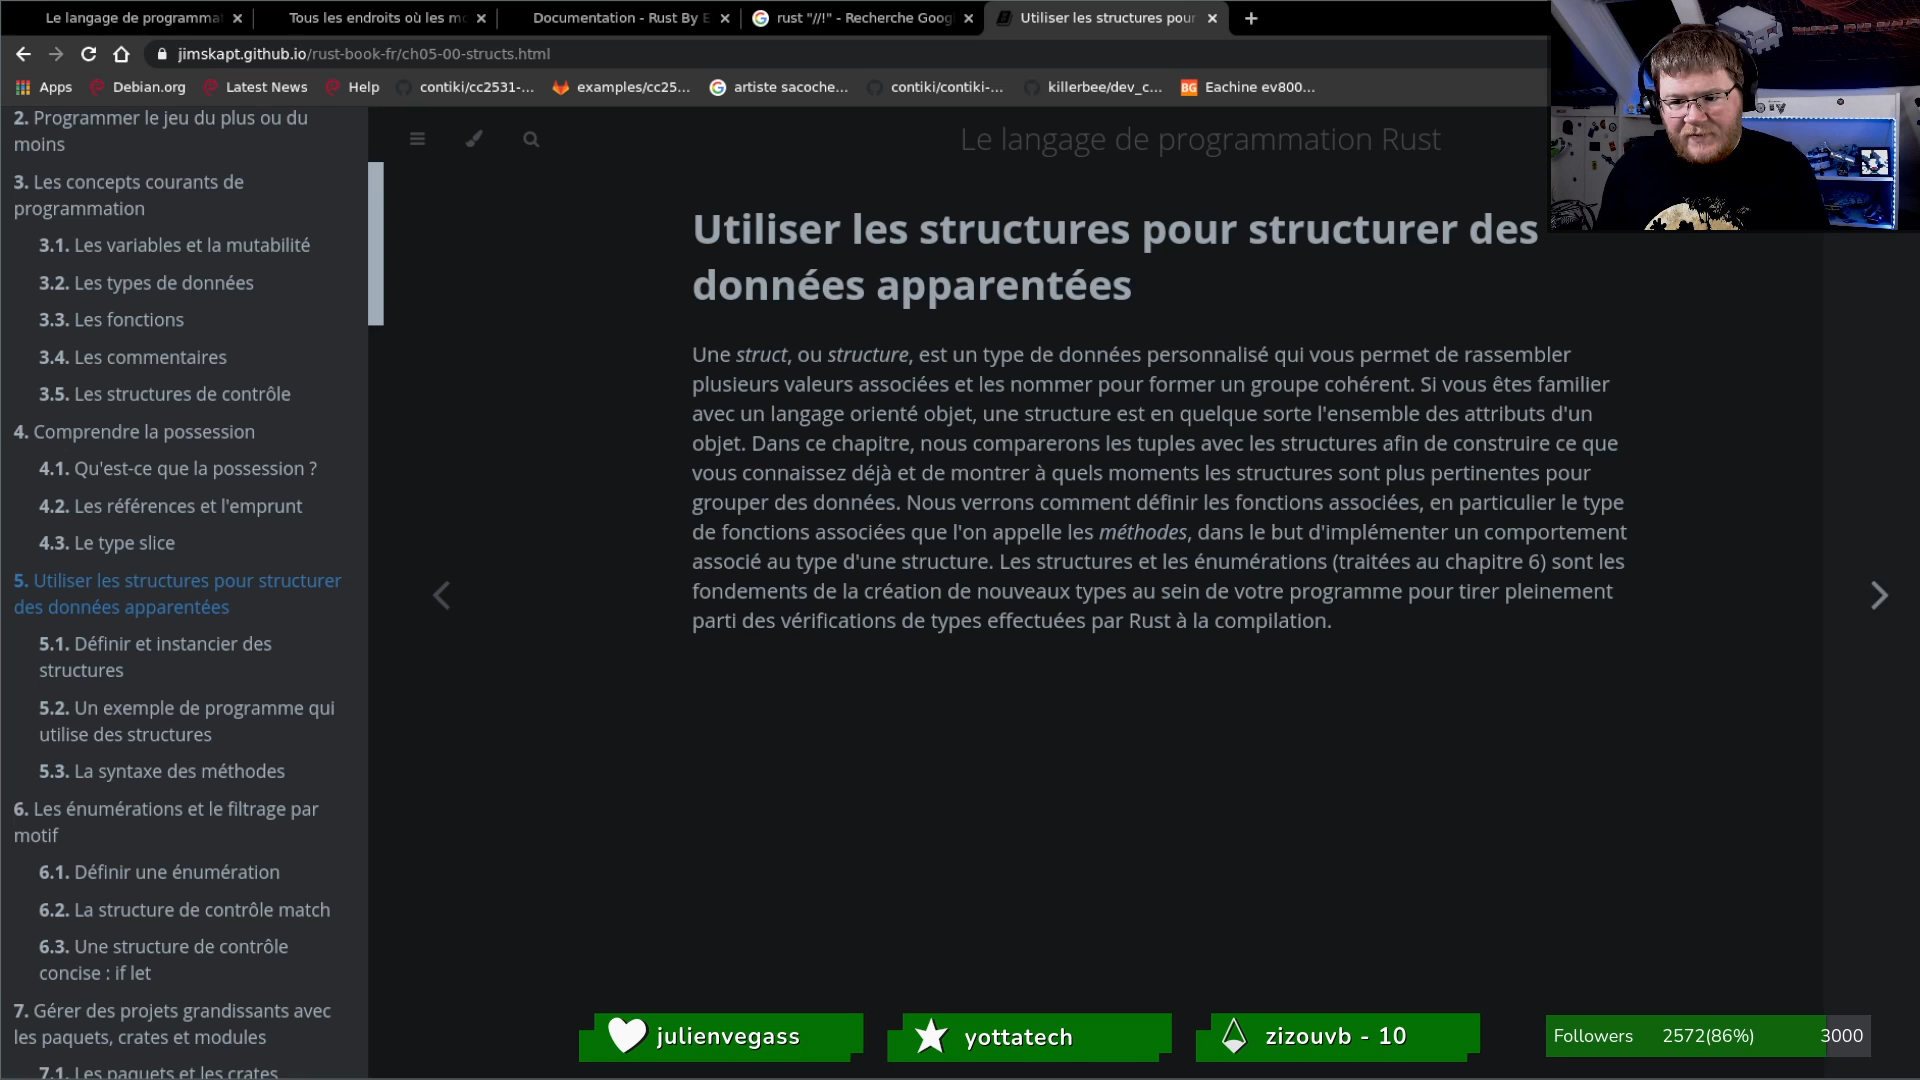 Le langage de programma
Tous les endroits où les mo
Documentation - Rust By E
rust "//!" - Recherche Goog
Utiliser les structures pour
jimskapt.github.io/rust-book-fr/ch05-00-structs.html
Apps
Debian.org
Latest News
Help
contiki/cc2531-...
examples/cc25...
artiste sacoche...
contiki/contiki-...
killerbee/dev_c...
BG
Eachine ev800...
2. Programmer le jeu du plus ou du
moins
3. Les concepts courants de
programmation
3.1. Les variables et la mutabilité
3.2. Les types de données
3.3. Les fonctions
3.4. Les commentaires
3.5. Les structures de contrôle
4. Comprendre la possession
4.1. Qu'est-ce que la possession ?
4.2. Les références et l'emprunt
4.3. Le type slice
5. Utiliser les structures pour structurer
des données apparentées
5.1. Définir et instancier des
structures
5.2. Un exemple de programme qui
utilise des structures
5.3. La syntaxe des méthodes
6. Les énumérations et le filtrage par
motif
6.1. Définir une énumération
6.2. La structure de contrôle match
6.3. Une structure de contrôle
concise : if let
7. Gérer des projets grandissants avec
les paquets, crates et modules
7.1. Les paquets et les crates
Le langage de programmation Rust
Utiliser les structures pour structurer des
données apparentées
Une struct, ou structure, est un type de données personnalisé qui vous permet de rassembler
plusieurs valeurs associées et les nommer pour former un groupe cohérent. Si vous êtes familier
avec un langage orienté objet, une structure est en quelque sorte l'ensemble des attributs d'un
objet. Dans ce chapitre, nous comparerons les tuples avec les structures afin de construire ce que
vous connaissez déjà et de montrer à quels moments les structures sont plus pertinentes pour
grouper des données. Nous verrons comment définir les fonctions associées, en particulier le type
de fonctions associées que l'on appelle les méthodes, dans le but d'implémenter un comportement
associé au type d'une structure. Les structures et les énumérations (traitées au chapitre 6) sont les
fondements de la création de nouveaux types au sein de votre programme pour tirer pleinement
parti des vérifications de types effectuées par Rust à la compilation.
julienvegass
yottatech
zizouvb - 10
Followers 2572(86%) 3000